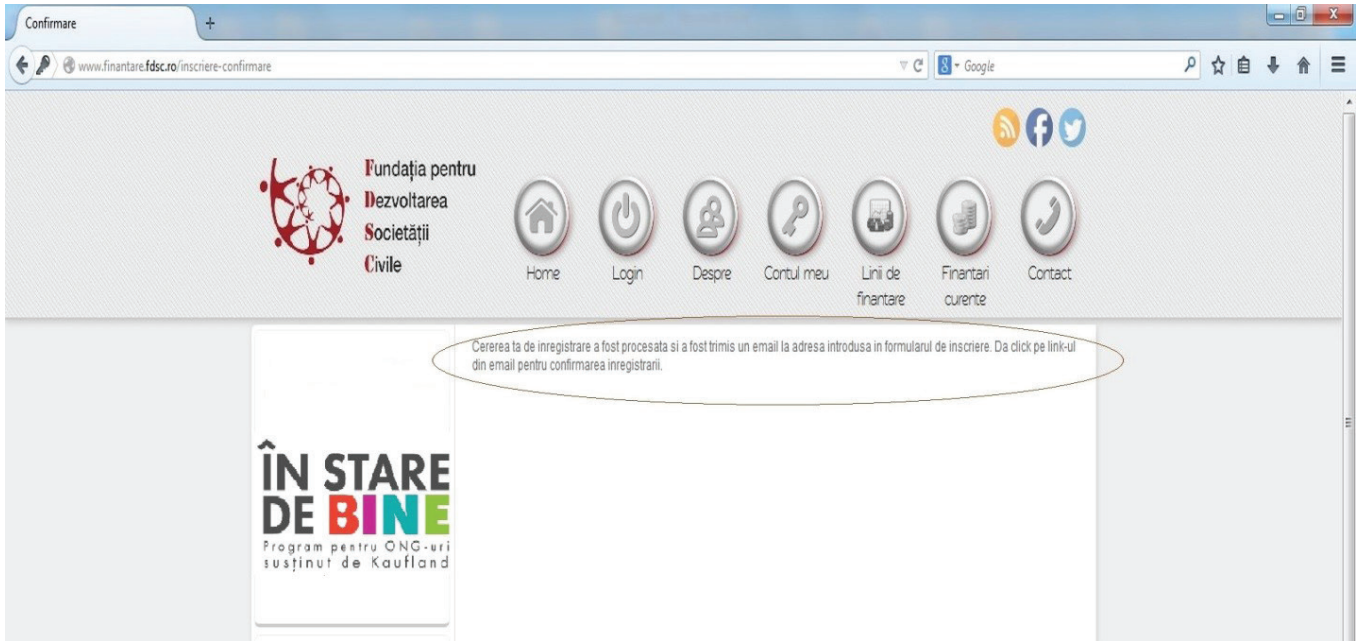 Confirmare
www.finantare.fdsc.ro/inscriere-confirmare
Google
Fundația pentru
Dezvoltarea
Societății
Civile
Home
Login
Despre
Contul meu
Linii de
finantare
Finantari
curente
Contact
Cererea ta de inregistrare a fost procesata si a fost trimis un email la adresa introdusa in formularul de inscriere. Da click pe link-ul
din email pentru confirmarea inregistrarii.
ÎN STARE
DE BINE
Program pentru ONG-uri
susținut de Kaufland